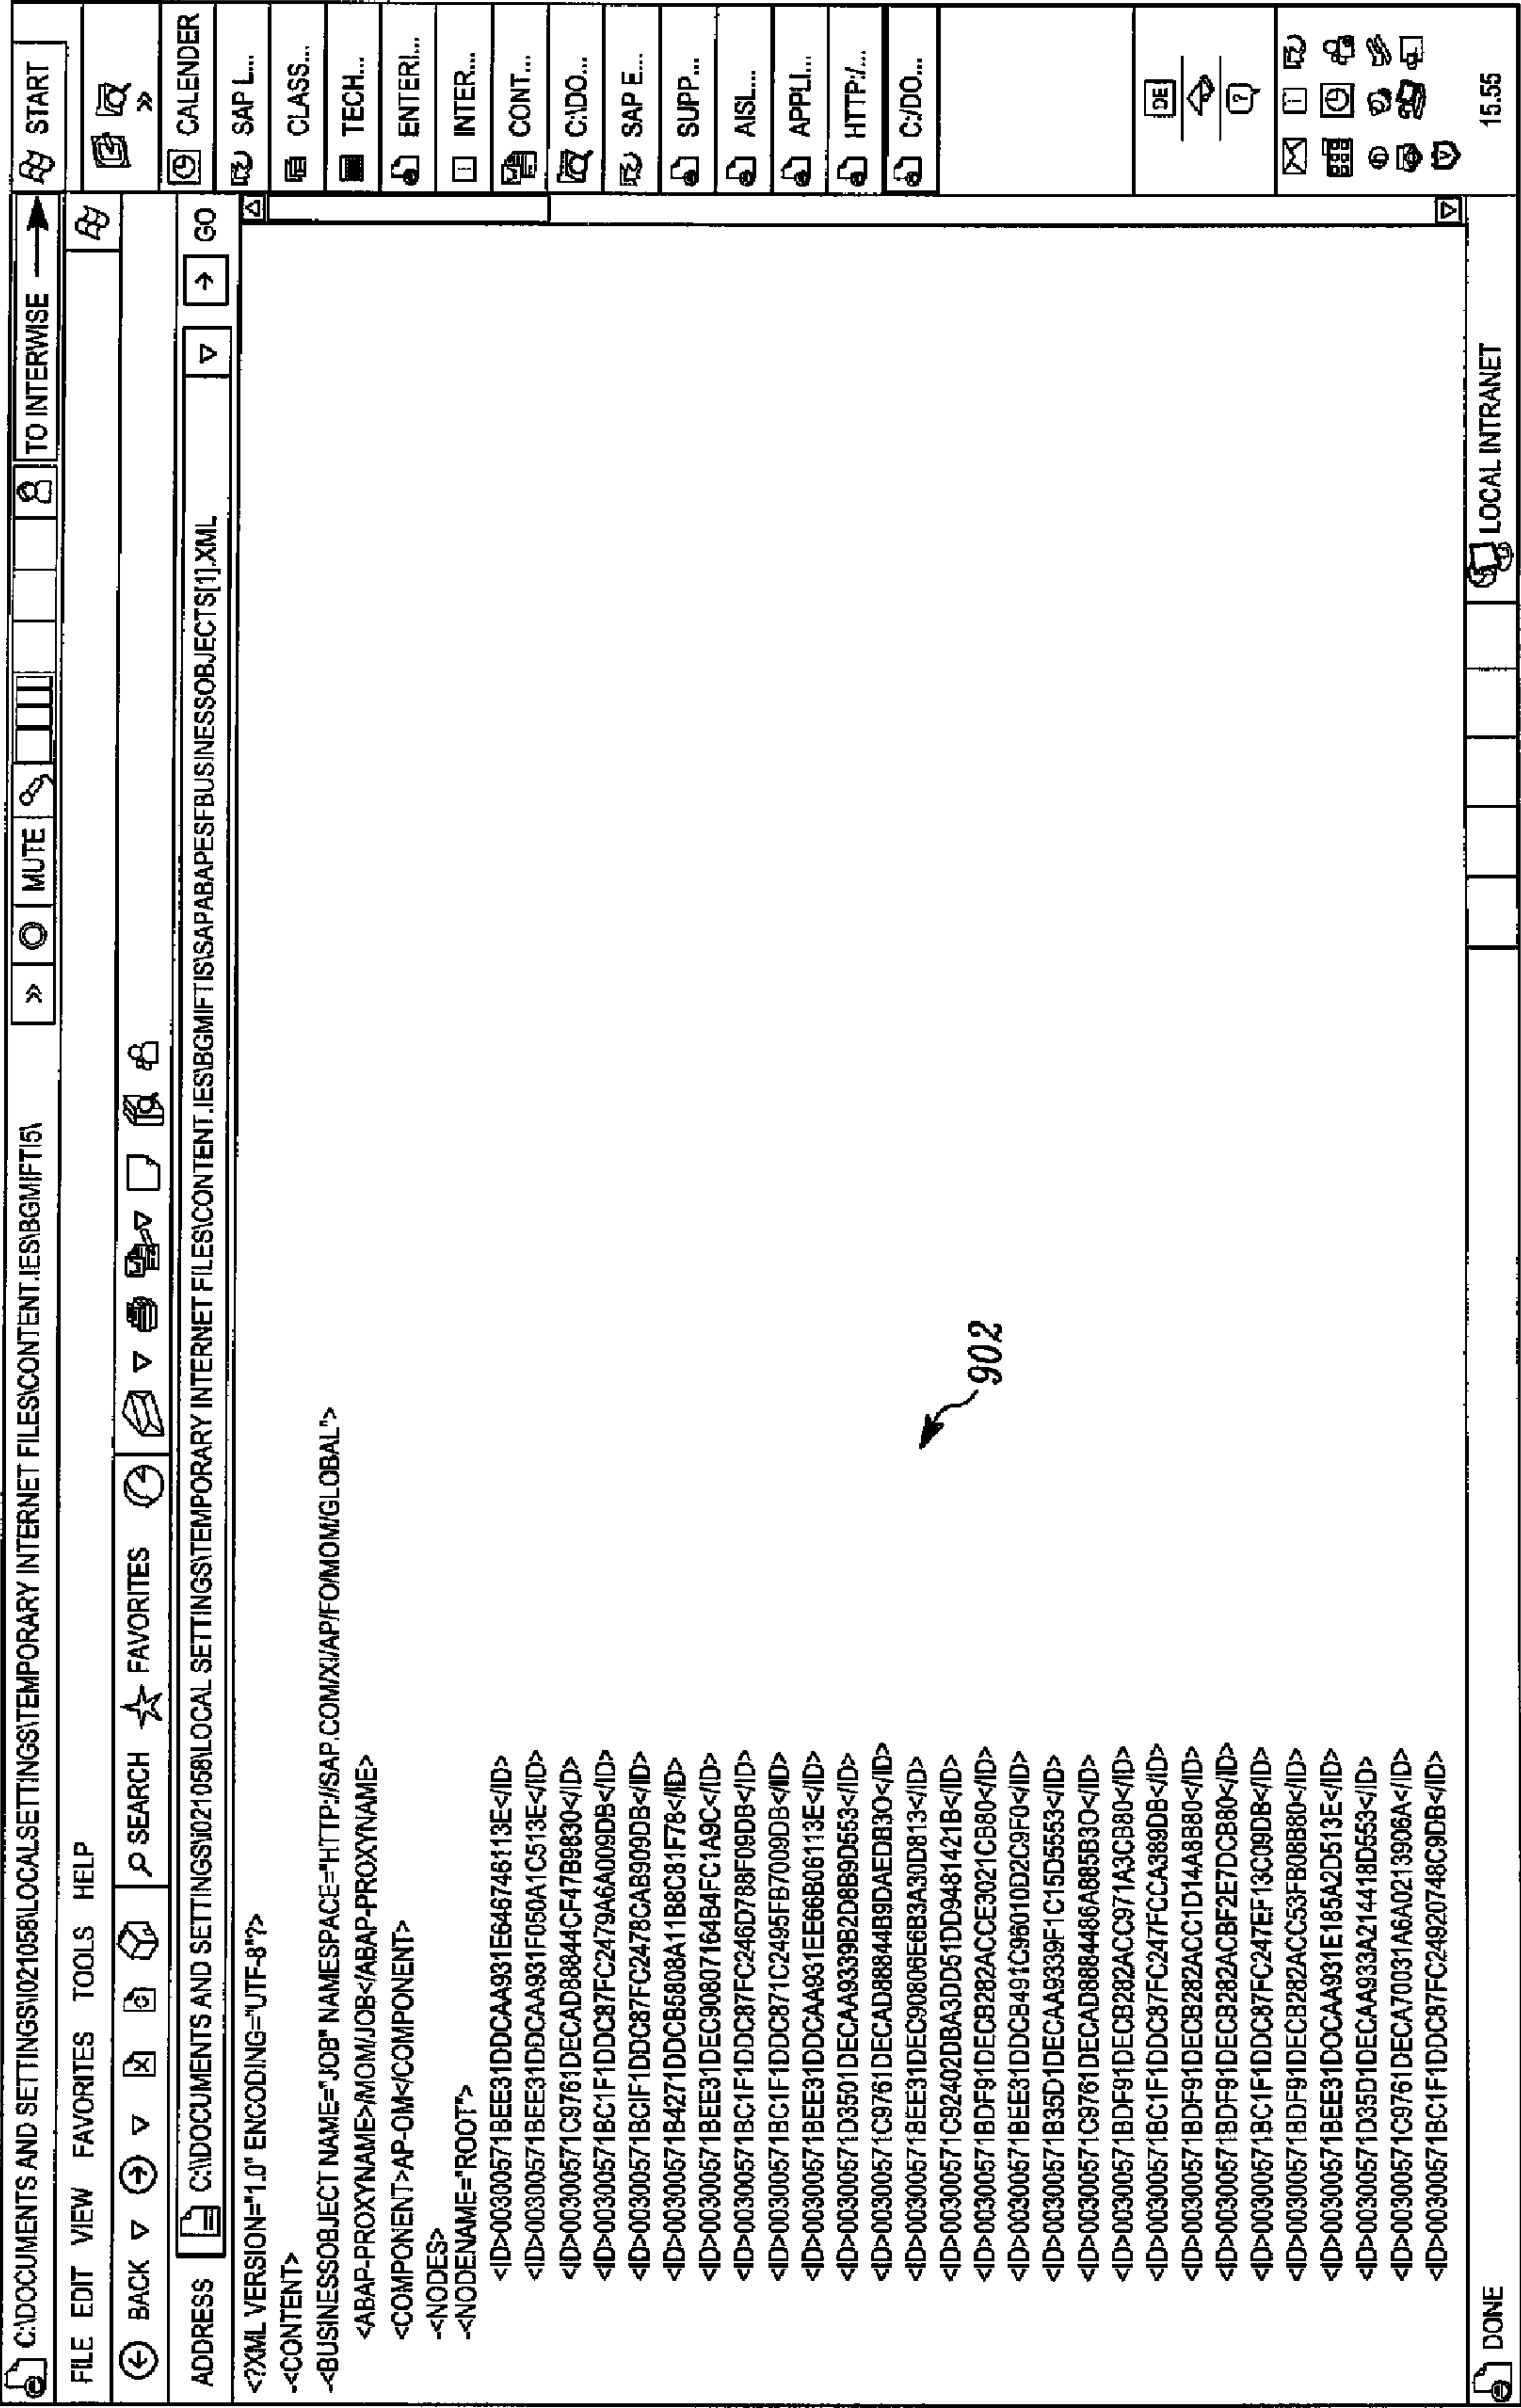 C:\DOCUMENTS AND SETTINGS\I021058\LOCALSETTINGS\TEMPORARY INTERNET FILES\CONTENT.IES\BGMIFTI5\ » MUTE TO INTERWISE
FILE EDIT VIEW FAVORITES TOOLS HELP
BACK SEARCH FAVORITES
ADDRESS C:\DOCUMENTS AND SETTINGS\I021058\LOCAL SETTINGS\TEMPORARY INTERNET FILES\CONTENT.IES\BGMIFTIS\SAPABAPESFBUSINESSOBJECTS[1].XML GO
<?XML VERSION="1.0" ENCODING="UTF-8"?>
-<CONTENT>
-<BUSINESSOBJECT NAME="JOB" NAMESPACE="HTTP://SAP.COM/XI/AP/FO/MOM/GLOBAL">
<ABAP-PROXYNAME>/MOM/JOB</ABAP-PROXYNAME>
<COMPONENT>AP-OM</COMPONENT>
-<NODES>
-<NODENAME="ROOT">
<ID>00300571BEE31DDCAA931E646746113E</ID>
<ID>00300571BEE31DDCAA931F050A1C513E</ID>
<ID>00300571C9761DECAD88844CF47B9830</ID>
<ID>00300571BC1F1DDC87FC2479A6A009DB</ID>
<ID>00300571BCIF1DDC87FC2478CAB909DB</ID>
<ID>00300571B4271DDCB5808A11B8C81F78</ID>
<ID>00300571BEE31DEC90807164B4FC1A9C</ID>
<ID>00300571BC1F1DDC87FC246D788F09DB</ID>
<ID>00300571BC1F1DDC871C2495FB7009DB</ID>
<ID>00300571BEE31DDCAA931EE66B06113E</ID>
<ID>00300571D3501DECAA9339B2D8B9D553</ID>
<ID>00300571C9761DECAD88844B9DAEDB3O</ID>
<ID>00300571BEE31DEC90806E6B3A30D813</ID>
<ID>00300571C92402DBA3DD51DD9481421B</ID>
<ID>00300571BDF91DECB282ACCE3021CB80</ID>
<ID>00300571BEE31DDCB491C96010D2C9F0</ID>
<ID>00300571B35D1DECAA9339F1C15D5553</ID>
<ID>00300571C9761DECAD8884486A885B3O</ID>
<ID>00300571BDF91DECB282ACC971A3CB80</ID>
<ID>00300571BC1F1DDC87FC247FCCA389DB</ID>
<ID>00300571BDF91DECB282ACC1D14A8B80</ID>
<ID>00300571BDF91DECB282ACBF2E7DCB80</ID>
<ID>00300571BC1F1DDC87FC247EF13C09DB</ID>
<ID>00300571BDF91DECB282ACC53FB08B80</ID>
<ID>00300571BEE31DOCAA931E185A2D513E</ID>
<ID>00300571D35D1DECAA933A214418D553</ID>
<ID>00300571C9761DECA70031A6A0213906A</ID>
<ID>00300571BC1F1DDC87FC24920748C9DB</ID>
902
DONE LOCAL INTRANET
START
»
CALENDER
SAP L...
CLASS...
TECH...
ENTERI...
INTER...
CONT...
C:\DO...
SAP E...
SUPP...
AISL...
APPLI...
HTTP:/...
C:/DO...
DE
?
15.55